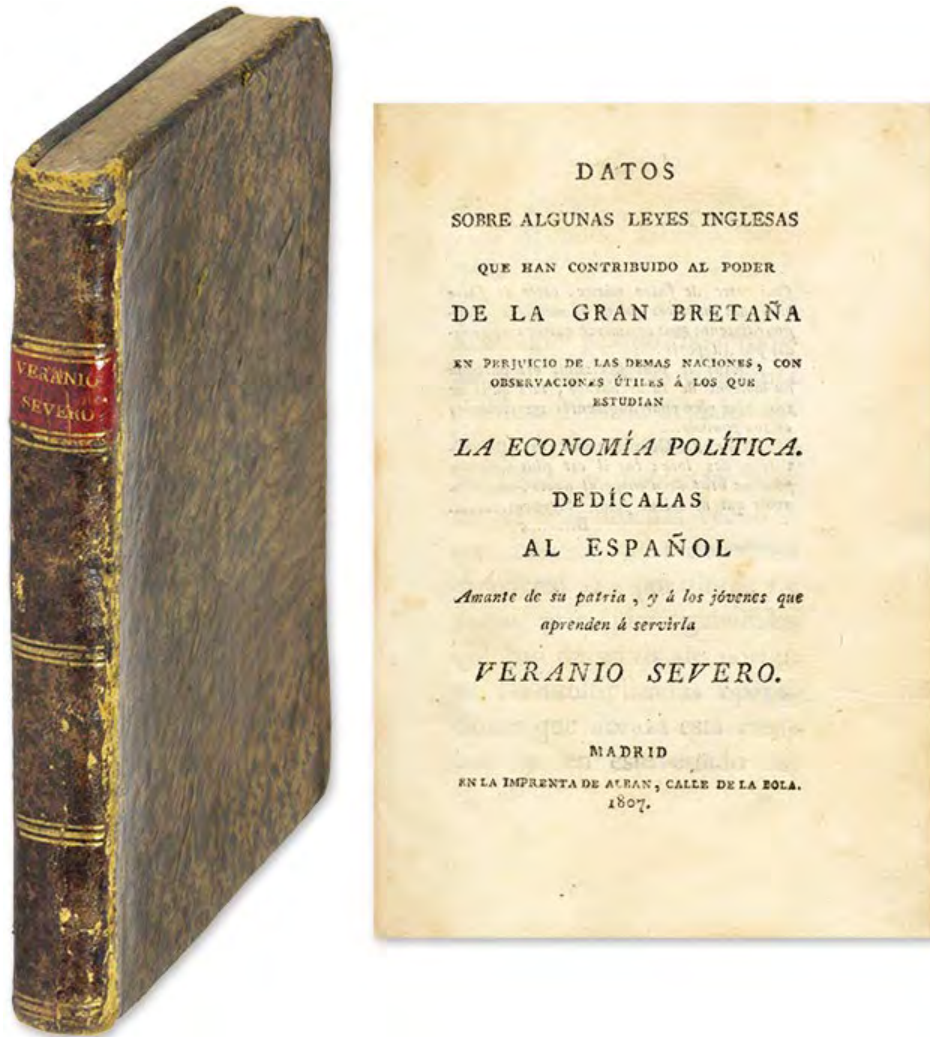 VERANIO
SEVERO
DATOS
SOBRE ALGUNAS LEYES INGLESAS
QUE HAN CONTRIBUIDO AL PODER
DE LA GRAN BRETAÑA
EN PERJUICIO DE LAS DEMAS NACIONES, CON
OBSERVACIONES ÚTILES Á LOS QUE
ESTUDIAN
LA ECONOMÍA POLÍTICA.
DEDÍCALAS
AL ESPAÑOL
Amante de su patria, y á los jóvenes que
aprenden á servirla
VERANIO SEVERO.
MADRID
EN LA IMPRENTA DE ALBAN, CALLE DE LA BOLA.
1807.